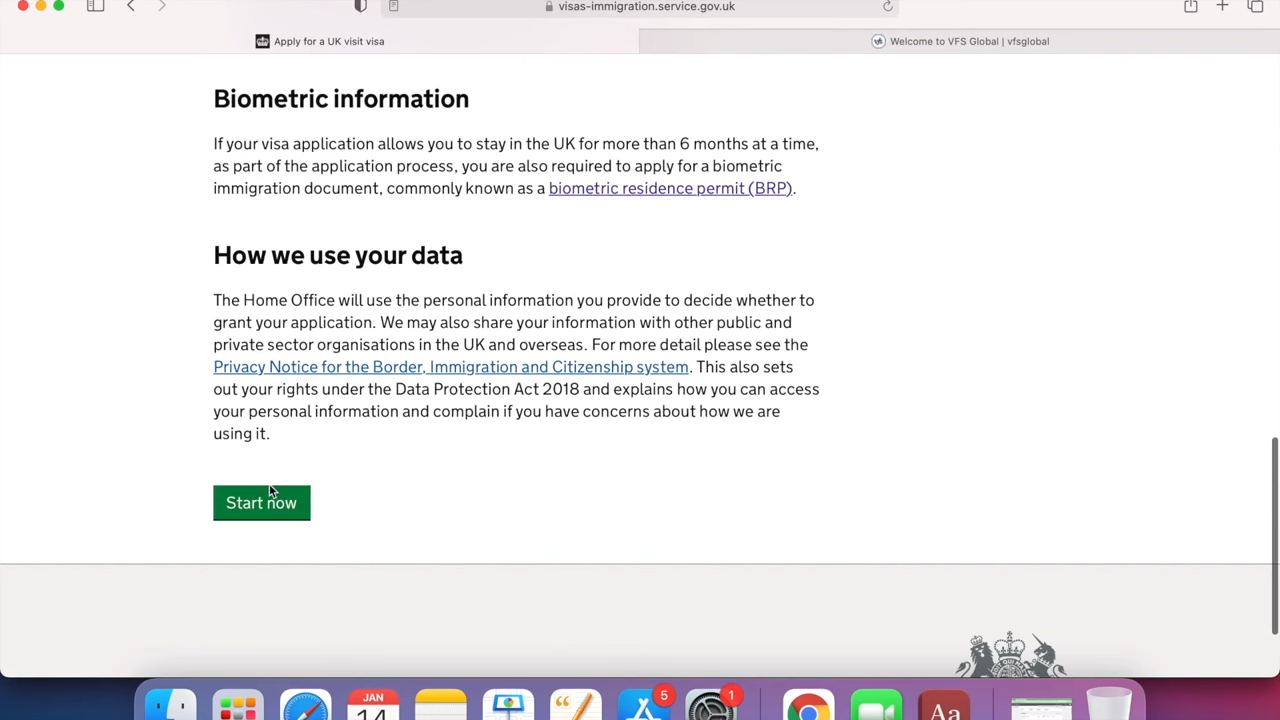 visas-immigration.service.gov.uk
Apply for a UK visit visa
Welcome to VFS Global | vfsglobal
Biometric information
If your visa application allows you to stay in the UK for more than 6 months at a time,
as part of the application process, you are also required to apply for a biometric
immigration document, commonly known as a biometric residence permit (BRP).
How we use your data
The Home Office will use the personal information you provide to decide whether to
grant your application. We may also share your information with other public and
private sector organisations in the UK and overseas. For more detail please see the
Privacy Notice for the Border, Immigration and Citizenship system. This also sets
out your rights under the Data Protection Act 2018 and explains how you can access
your personal information and complain if you have concerns about how we are
using it.
Start now
JAN
14
5
1
Aa